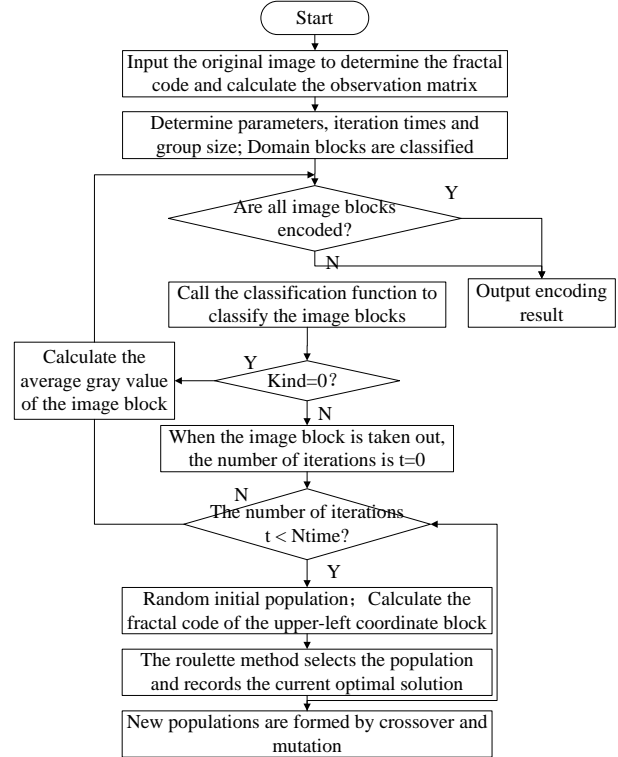 Start
Input the original image to determine the fractal
code and calculate the observation matrix
Determine parameters, iteration times and
group size; Domain blocks are classified
Y
Are all image blocks
encoded?
N
Call the classification function to
classify the image blocks
Output encoding
result
Calculate the
average gray value
of the image block
Y
Kind=0?
N
When the image block is taken out,
the number of iterations is t=0
N
The number of iterations
t < Ntime?
Y
Random initial population；Calculate the
fractal code of the upper-left coordinate block
The roulette method selects the population
and records the current optimal solution
New populations are formed by crossover and
mutation